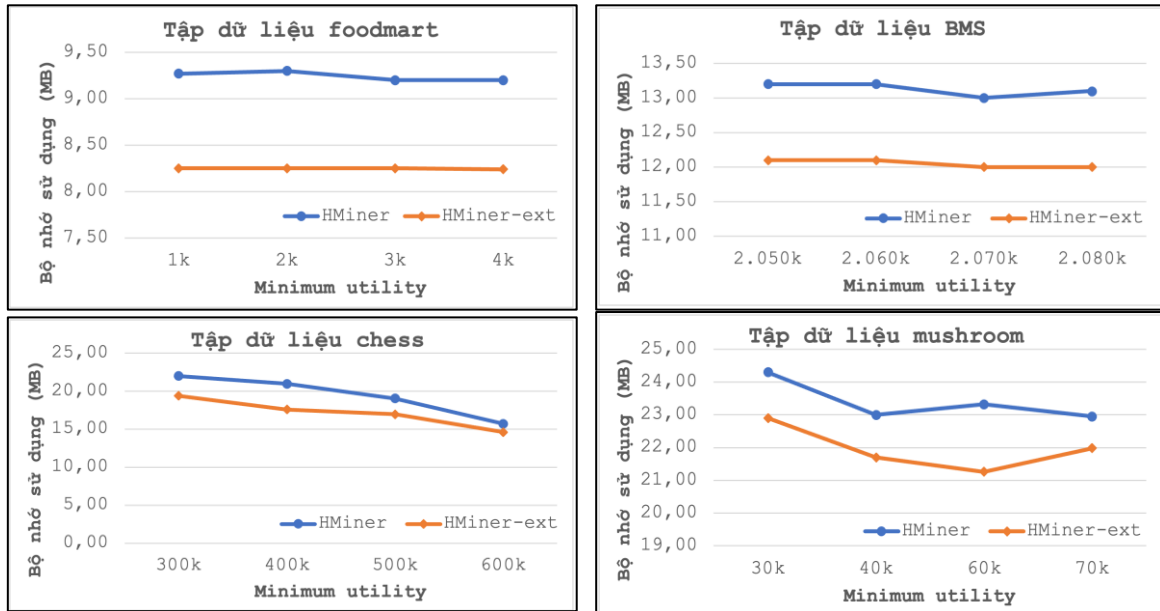 Tập dữ liệu foodmart
Bộ nhớ sử dụng (MB)
9,50
9,00
8,50
8,00
7,50
HMiner HMiner-ext
1k 2k 3k 4k
Minimum utility
Tập dữ liệu BMS
Bộ nhớ sử dụng (MB)
13,50
13,00
12,50
12,00
11,50
11,00
HMiner HMiner-ext
2.050k 2.060k 2.070k 2.080k
Minimum utility
Tập dữ liệu chess
Bộ nhớ sử dụng (MB)
25,00
20,00
15,00
10,00
5,00
0,00
HMiner HMiner-ext
300k 400k 500k 600k
Minimum utility
Tập dữ liệu mushroom
Bộ nhớ sử dụng (MB)
25,00
24,00
23,00
22,00
21,00
20,00
19,00
HMiner HMiner-ext
30k 40k 60k 70k
Minimum utility